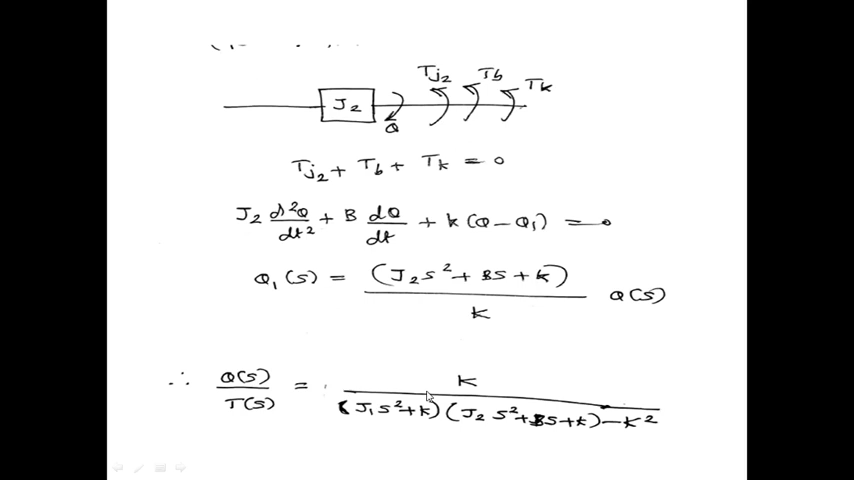 Tj2 Tb Tk
J2
θ
Tj2 + Tb + Tk = 0
J2 d²θ/dt² + B dθ/dt + k(θ − θ1) = 0
θ1(s) = (J2s² + Bs + k)/k θ(s)
∴ θ(s)/T(s) = k/((J1s² + k)(J2s² + Bs + k) − k²)